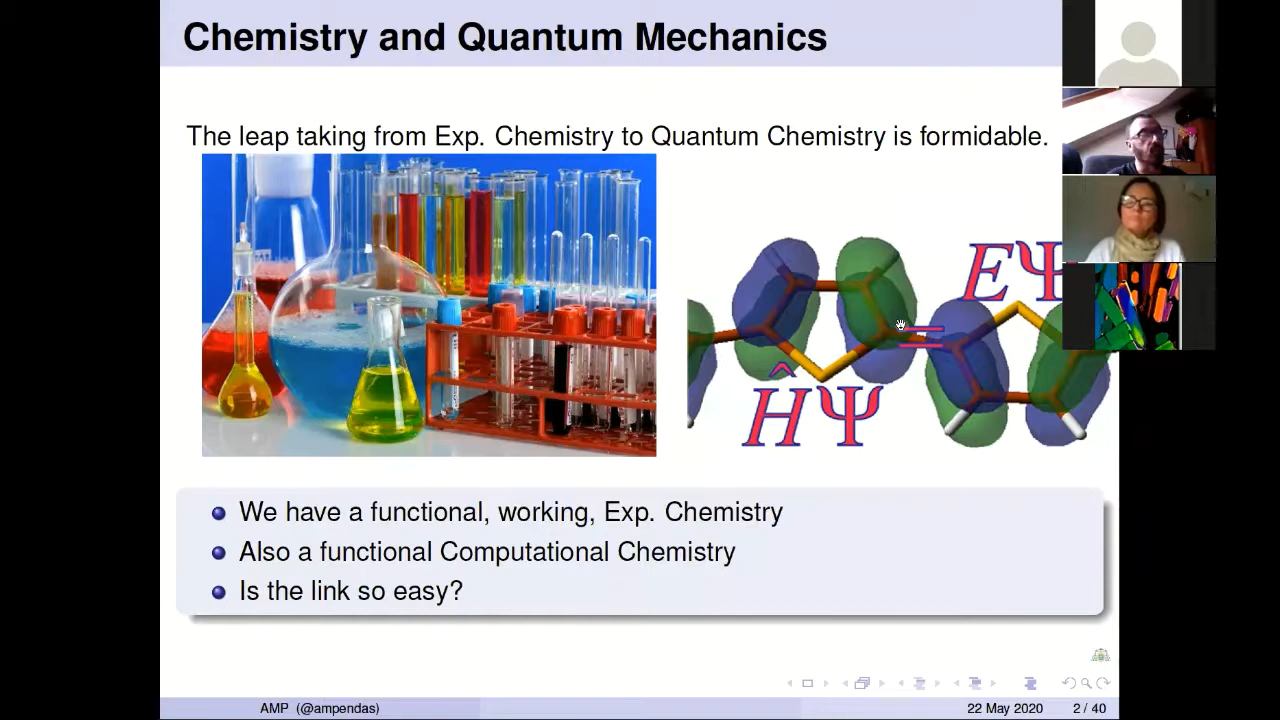 Chemistry and Quantum Mechanics
The leap taking from Exp. Chemistry to Quantum Chemistry is formidable.
ĤΨ = EΨ
We have a functional, working, Exp. Chemistry
Also a functional Computational Chemistry
Is the link so easy?
AMP (@ampendas) 22 May 2020 2 / 40